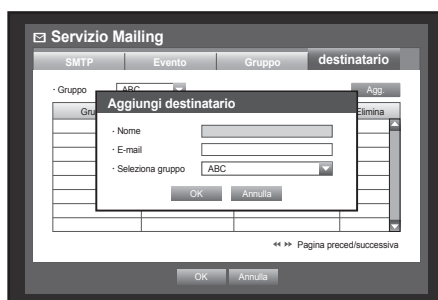 Servizio Mailing
SMTP Evento Gruppo destinatario
· Gruppo ABC Agg.
Gru Elimina
Aggiungi destinatario
· Nome
· E-mail
· Seleziona gruppo ABC
OK Annulla
Pagina preced/successiva
OK Annulla